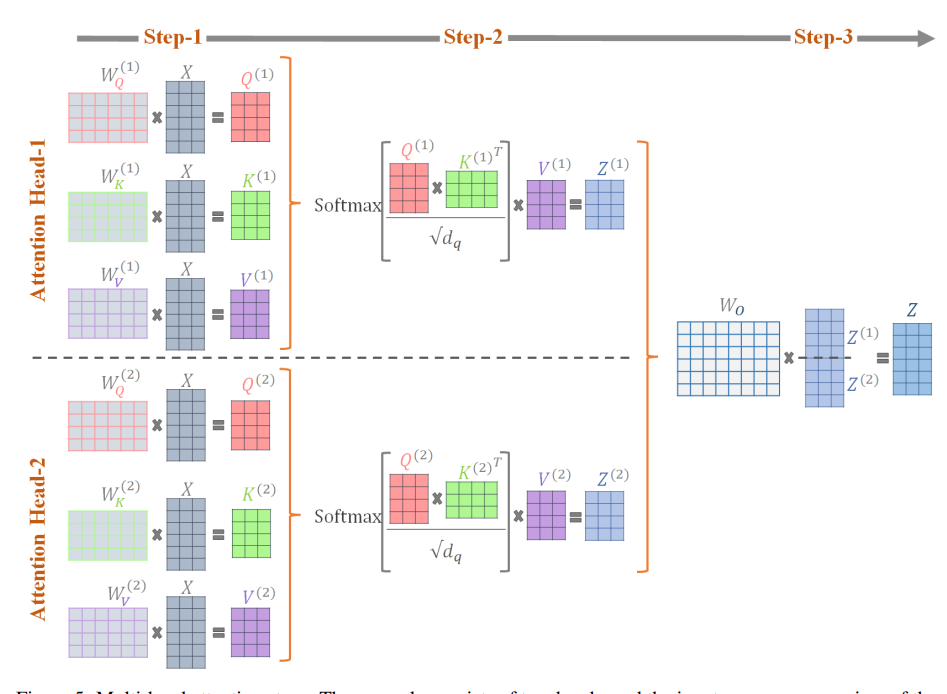 Step-1 Step-2 Step-3
Attention Head-1
W_Q^(1) X Q^(1)
× =
W_K^(1) X K^(1)
× =
W_V^(1) X V^(1)
× =
Softmax [ Q^(1) × K^(1)^T / √d_q ] × V^(1) = Z^(1)
Attention Head-2
W_Q^(2) X Q^(2)
× =
W_K^(2) X K^(2)
× =
W_V^(2) X V^(2)
× =
Softmax [ Q^(2) × K^(2)^T / √d_q ] × V^(2) = Z^(2)
W_O × Z^(1) Z^(2) = Z